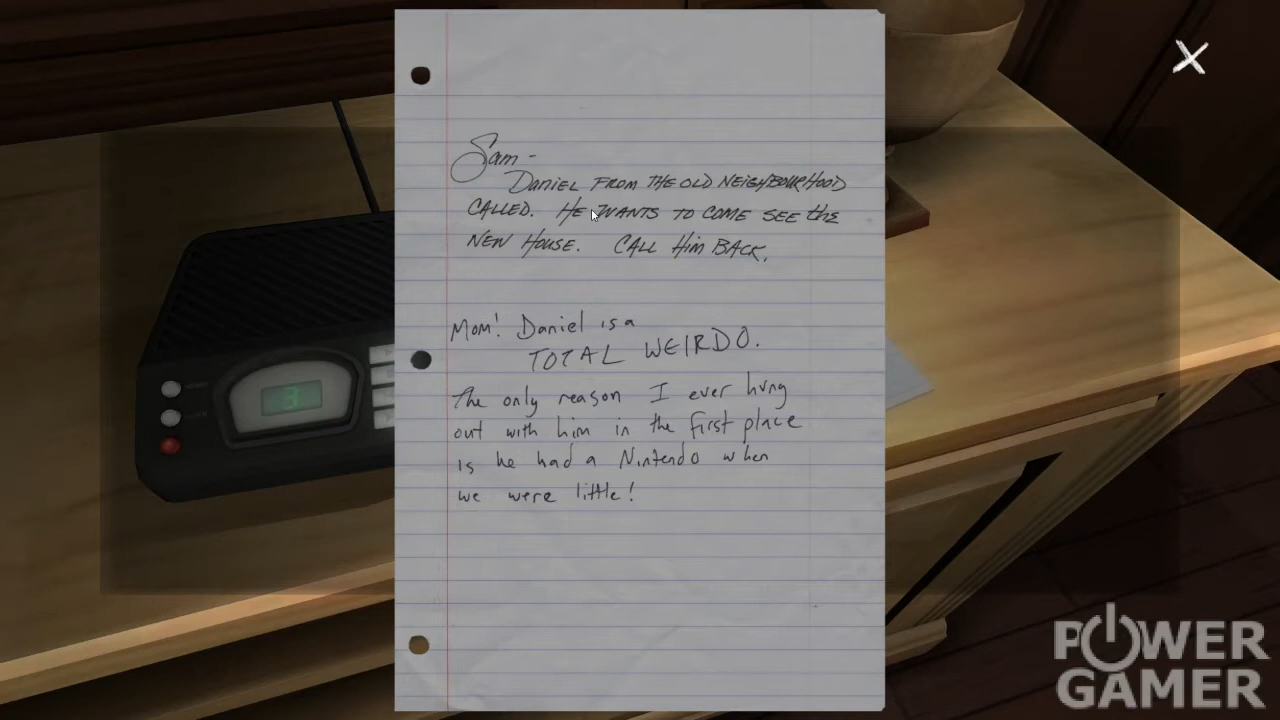 Sam-
DANIEL FROM THE OLD NEIGHBOURHOOD
CALLED. HE WANTS TO COME SEE the
NEW HOUSE. CALL HIM BACK.
Mom! Daniel is a
TOTAL WEIRDO.
The only reason I ever hung
out with him in the first place
is he had a Nintendo when
we were little!
3
POWER
GAMER